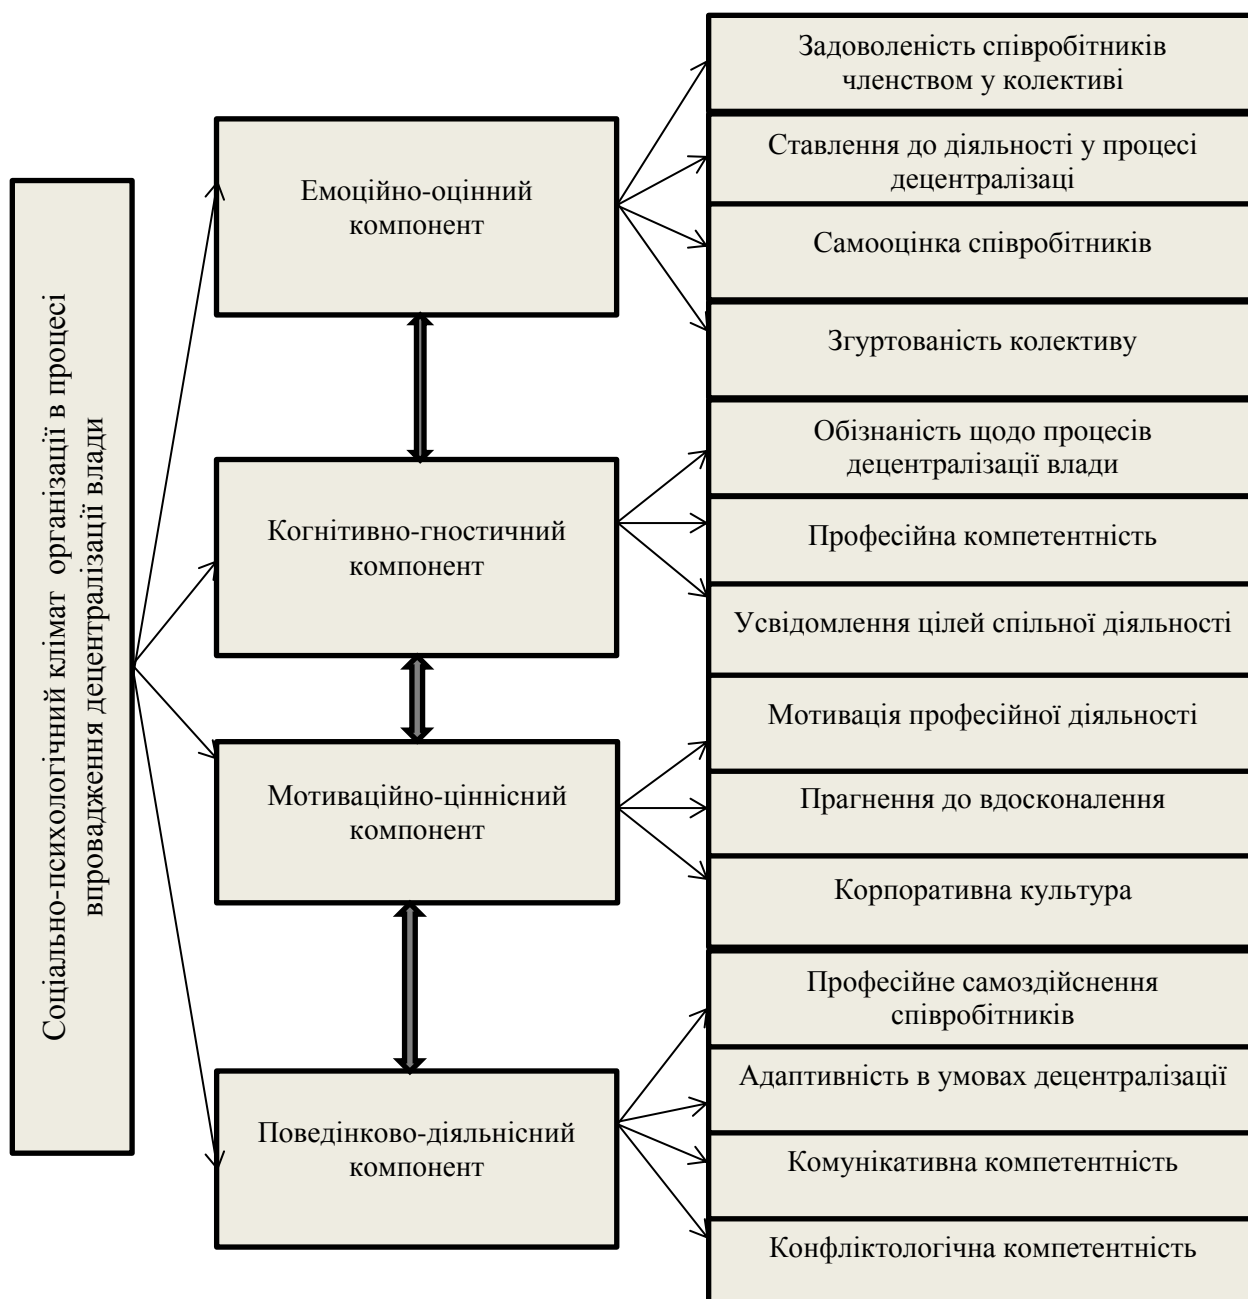 Соціально-психологічний клімат організації в процесі
впровадження децентралізації влади
Емоційно-оцінний
компонент
Задоволеність співробітників
членством у колективі
Ставлення до діяльності у процесі
децентралізаці
Самооцінка співробітників
Згуртованість колективу
Когнітивно-гностичний
компонент
Обізнаність щодо процесів
децентралізації влади
Професійна компетентність
Усвідомлення цілей спільної діяльності
Мотиваційно-ціннісний
компонент
Мотивація професійної діяльності
Прагнення до вдосконалення
Корпоративна культура
Поведінково-діяльнісний
компонент
Професійне самоздійснення
співробітників
Адаптивність в умовах децентралізації
Комунікативна компетентність
Конфліктологічна компетентність